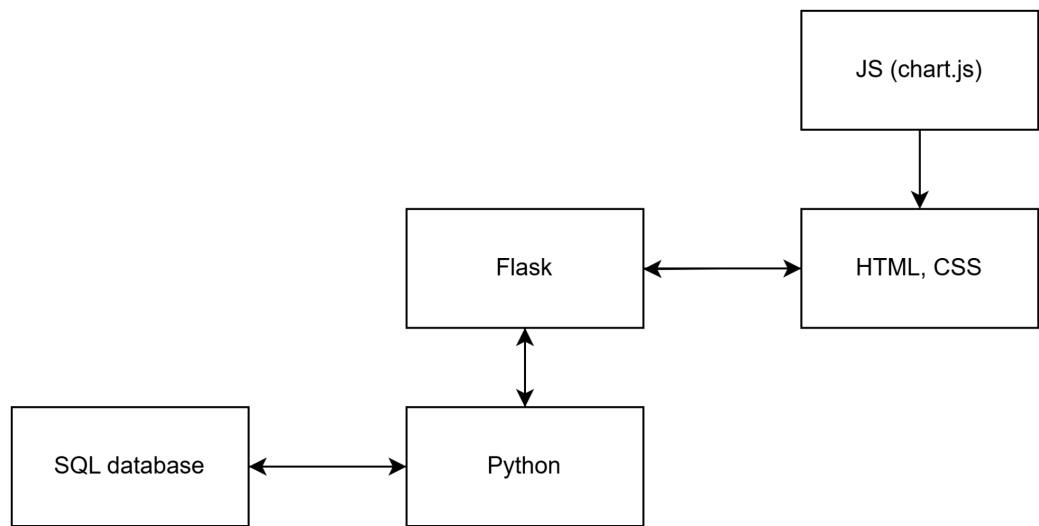 JS (chart.js)
Flask
HTML, CSS
SQL database
Python